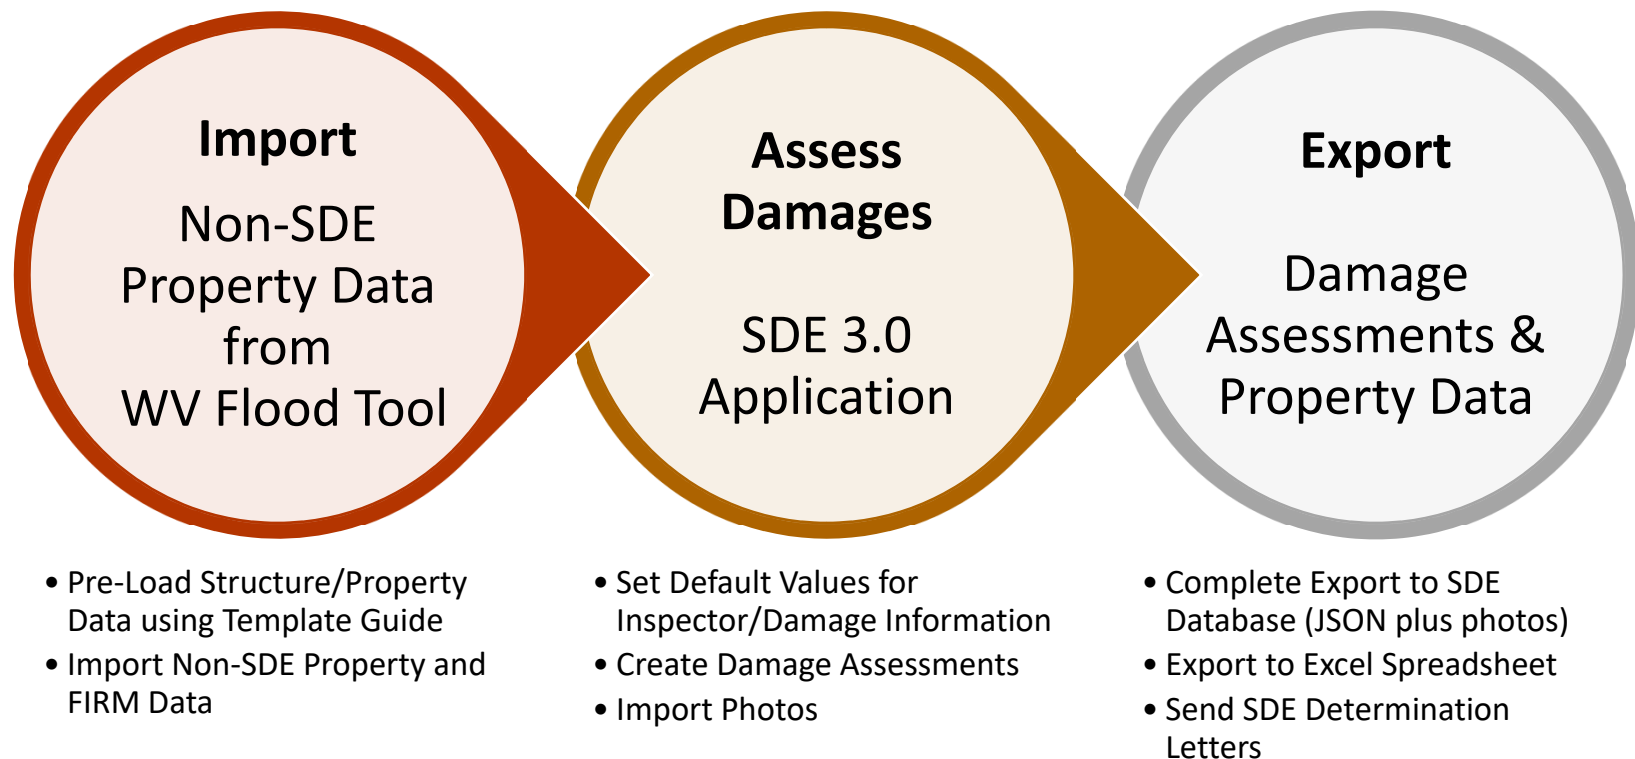 Import
Non-SDE
Property Data
from
WV Flood Tool
• Pre-Load Structure/Property
Data using Template Guide
• Import Non-SDE Property and
FIRM Data
Assess
Damages
SDE 3.0
Application
• Set Default Values for
Inspector/Damage Information
• Create Damage Assessments
• Import Photos
Export
Damage
Assessments &
Property Data
• Complete Export to SDE
Database (JSON plus photos)
• Export to Excel Spreadsheet
• Send SDE Determination
Letters